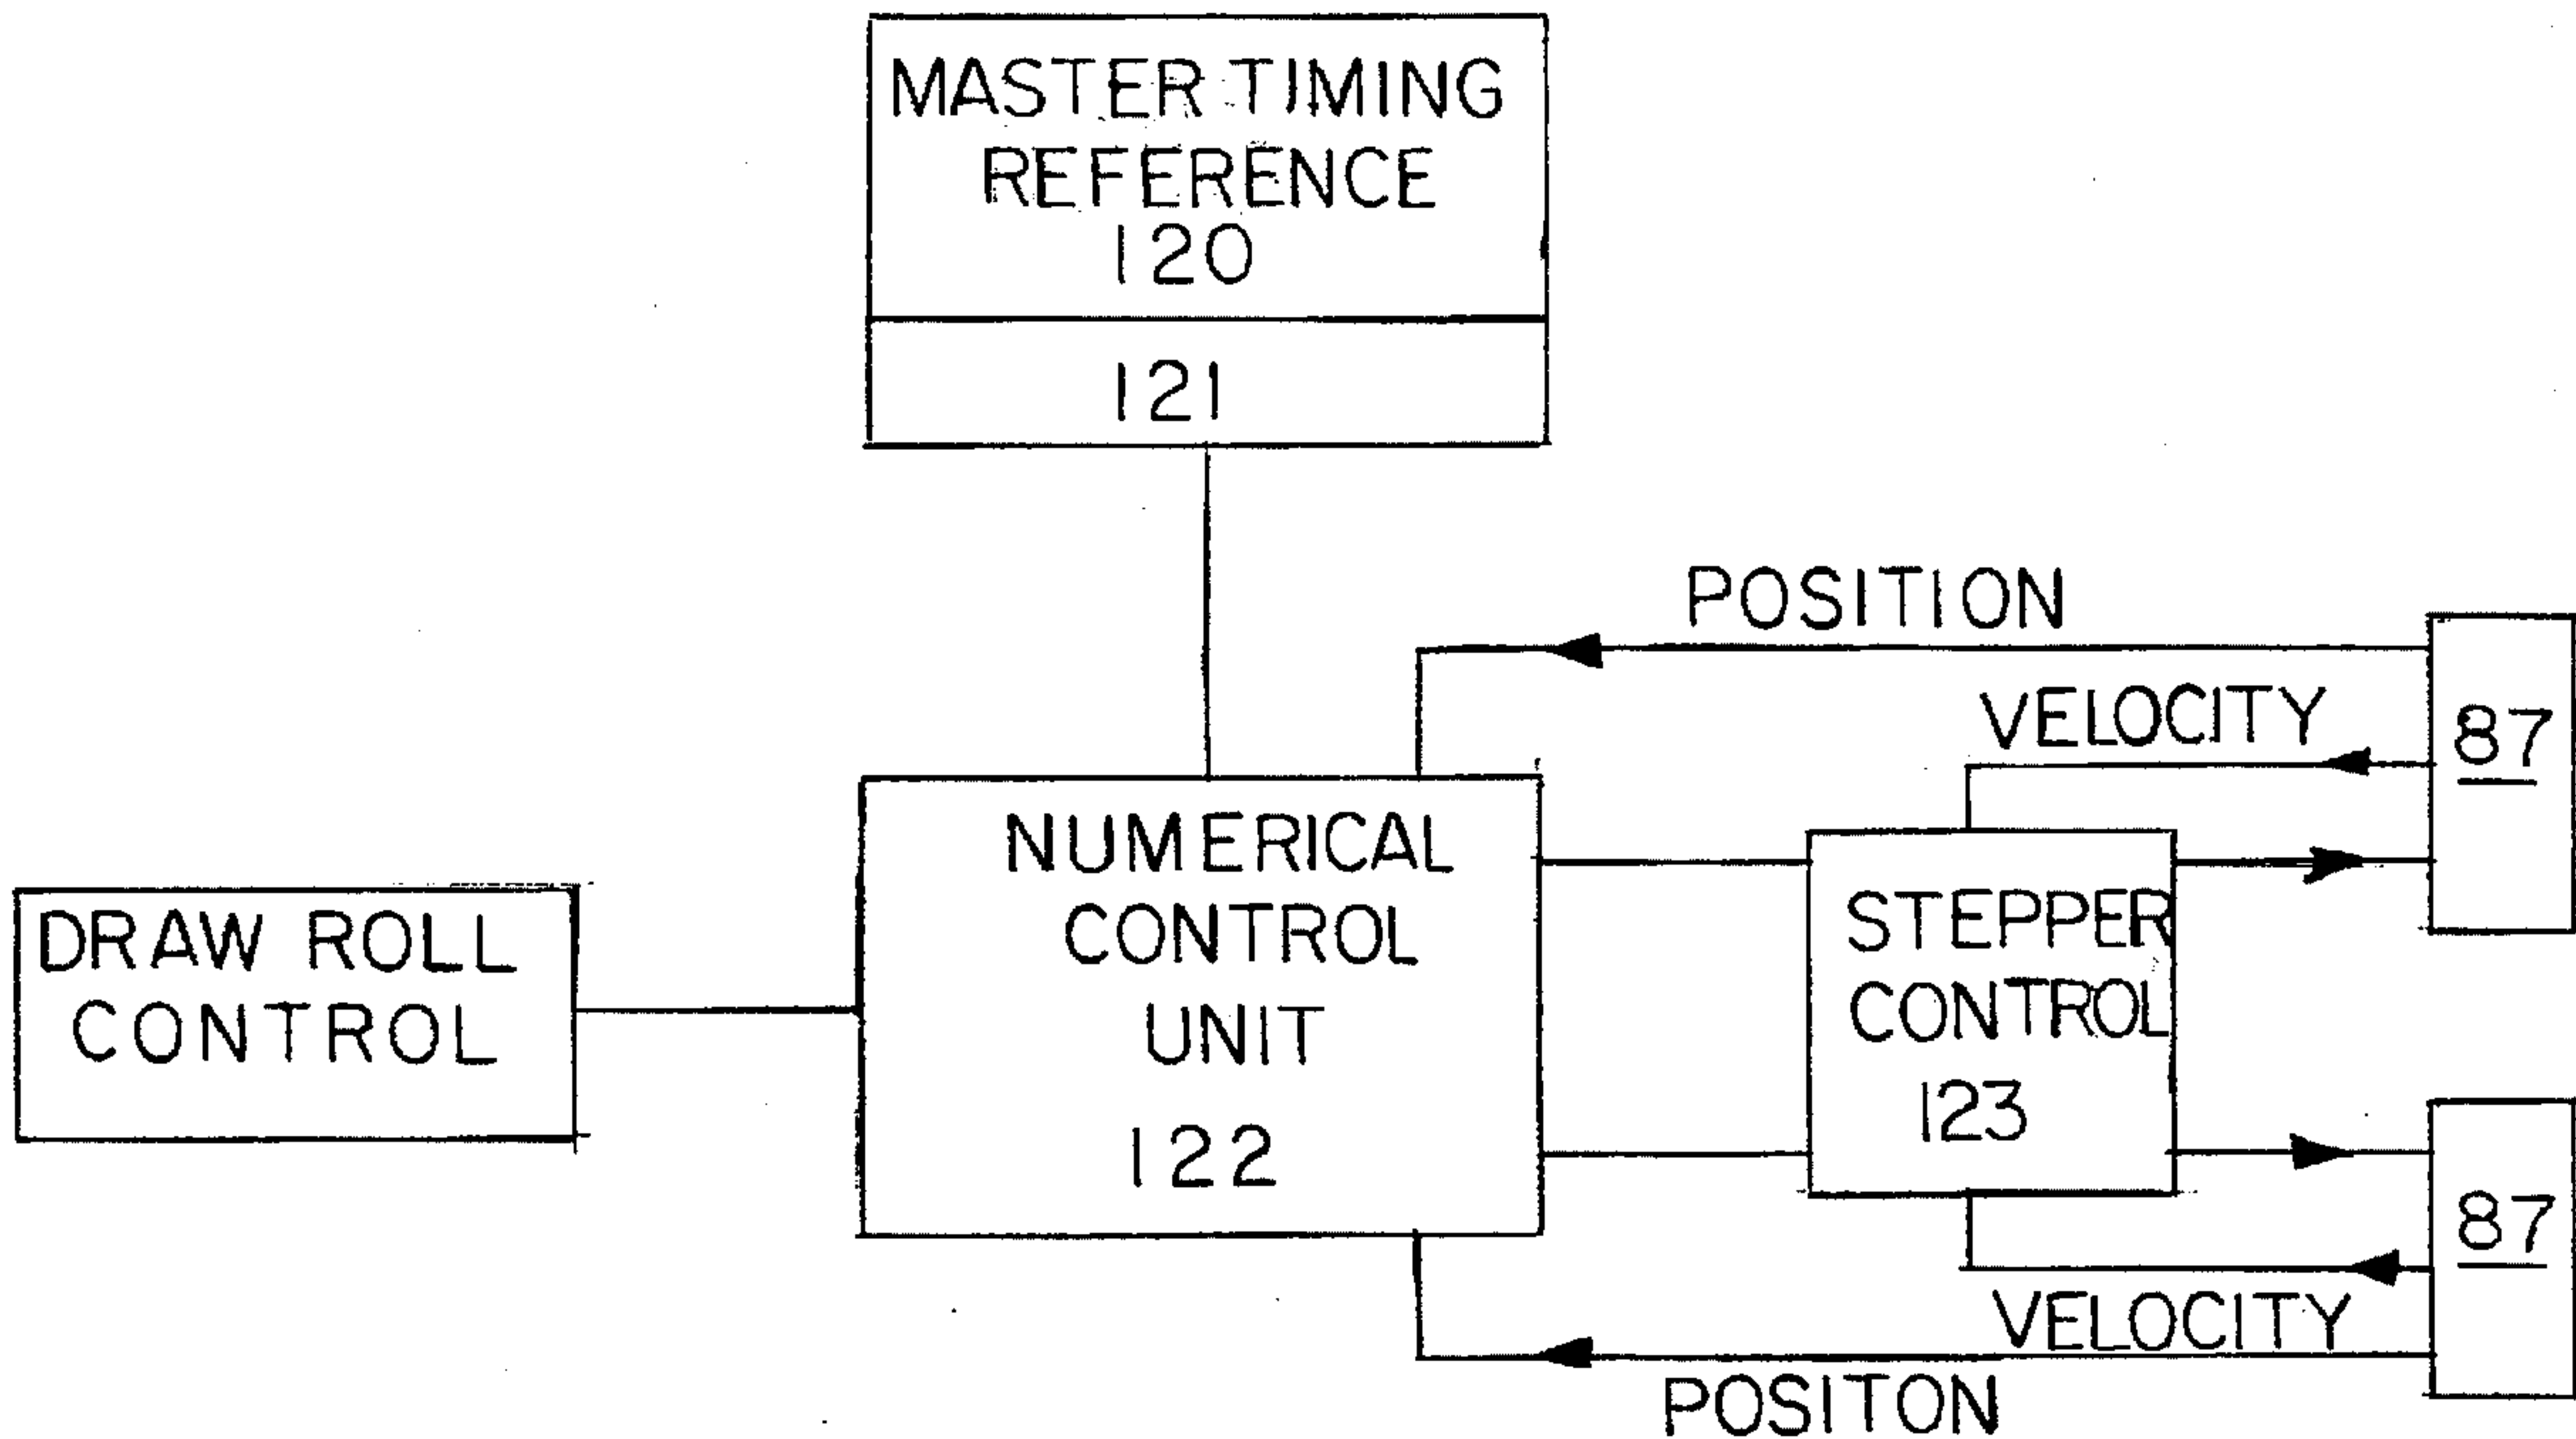 MASTER TIMING
REFERENCE
120
121
POSITION
VELOCITY
87
NUMERICAL
CONTROL
UNIT
122
DRAW ROLL
CONTROL
STEPPER
CONTROL
123
87
VELOCITY
POSITON